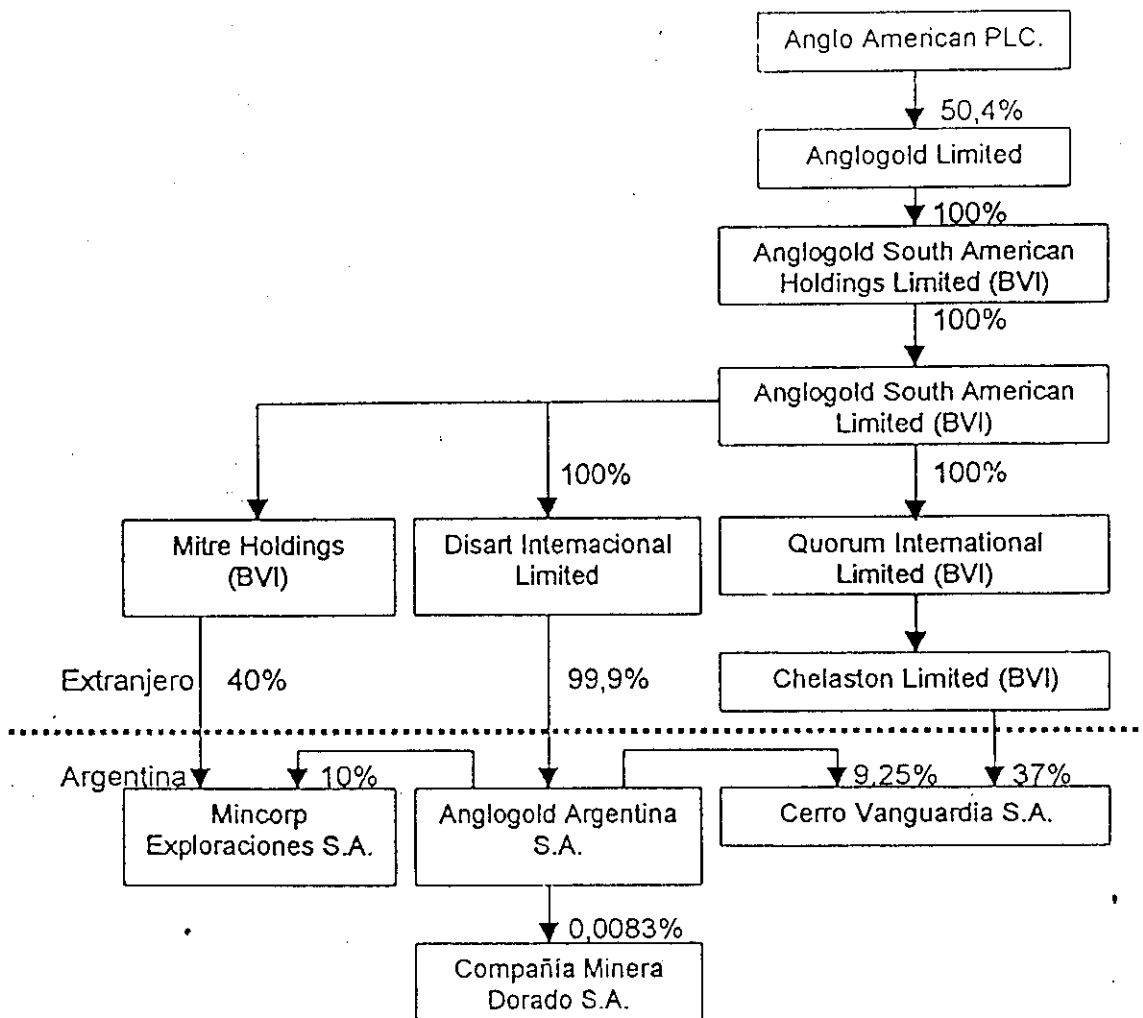 Anglo American PLC.
50,4%
Anglogold Limited
100%
Anglogold South American
Holdings Limited (BVI)
100%
Anglogold South American
Limited (BVI)
100%
100%
Mitre Holdings
(BVI)
Disart Internacional
Limited
Quorum International
Limited (BVI)
Extranjero
40%
99,9%
Chelaston Limited (BVI)
Argentina
10%
9,25%
37%
Mincorp
Exploraciones S.A.
Anglogold Argentina
S.A.
Cerro Vanguardia S.A.
0,0083%
Compañía Minera
Dorado S.A.